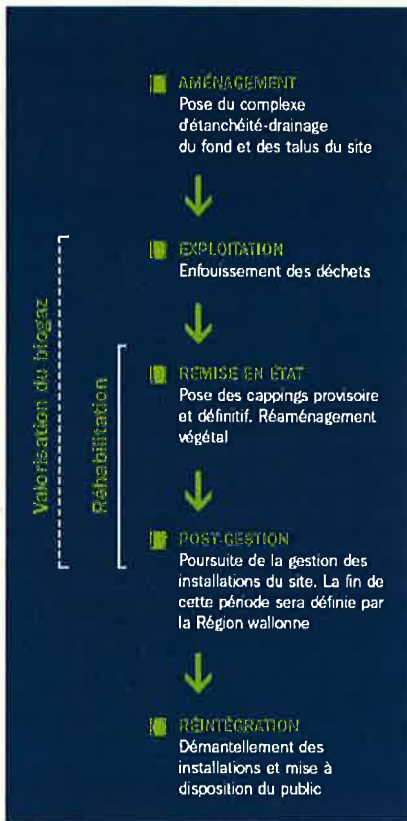 AMÉNAGEMENT
Pose du complexe
d'étanchéité-drainage
du fond et des talus du site
EXPLOITATION
Enfouissement des déchets
REMISE EN ÉTAT
Pose des cappings provisoire
et définitif. Réaménagement
végétal
POST-GESTION
Poursuite de la gestion des
installations du site. La fin de
cette période sera définie par
la Région wallonne
RÉINTÉGRATION
Démantellement des
installations et mise à
disposition du public
Valorisation du biogaz
Réhabilitation